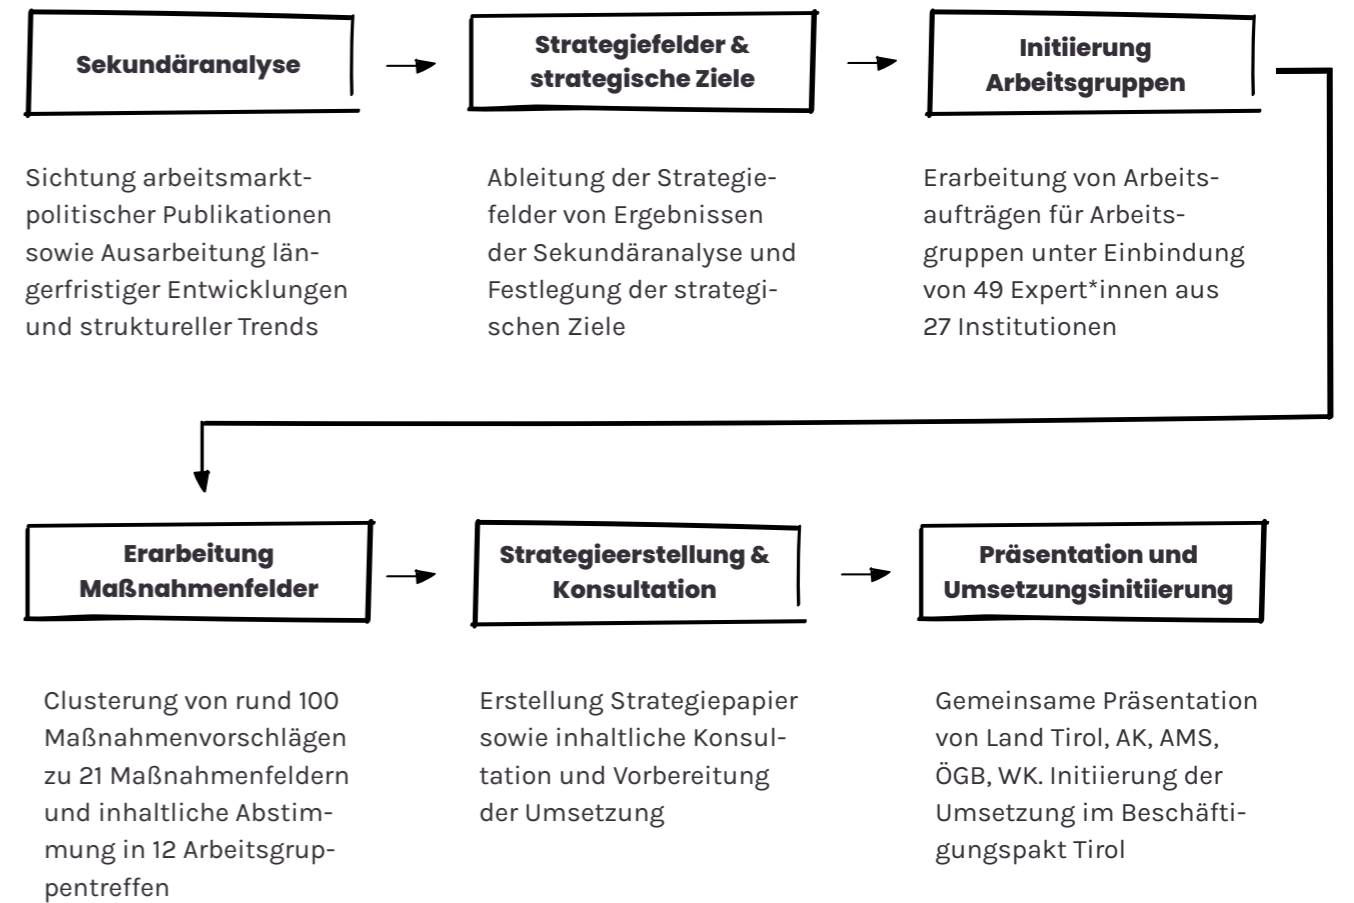 Sekundäranalyse
Strategiefelder &
strategische Ziele
Initiierung
Arbeitsgruppen
Sichtung arbeitsmarkt-
politischer Publikationen
sowie Ausarbeitung län-
gerfristiger Entwicklungen
und struktureller Trends
Ableitung der Strategie-
felder von Ergebnissen
der Sekundäranalyse und
Festlegung der strategi-
schen Ziele
Erarbeitung von Arbeits-
aufträgen für Arbeits-
gruppen unter Einbindung
von 49 Expert*innen aus
27 Institutionen
Erarbeitung
Maßnahmenfelder
Strategieerstellung &
Konsultation
Präsentation und
Umsetzungsinitiierung
Clusterung von rund 100
Maßnahmenvorschlägen
zu 21 Maßnahmenfeldern
und inhaltliche Abstim-
mung in 12 Arbeitsgrup-
pentreffen
Erstellung Strategiepapier
sowie inhaltliche Konsul-
tation und Vorbereitung
der Umsetzung
Gemeinsame Präsentation
von Land Tirol, AK, AMS,
ÖGB, WK. Initiierung der
Umsetzung im Beschäfti-
gungspakt Tirol